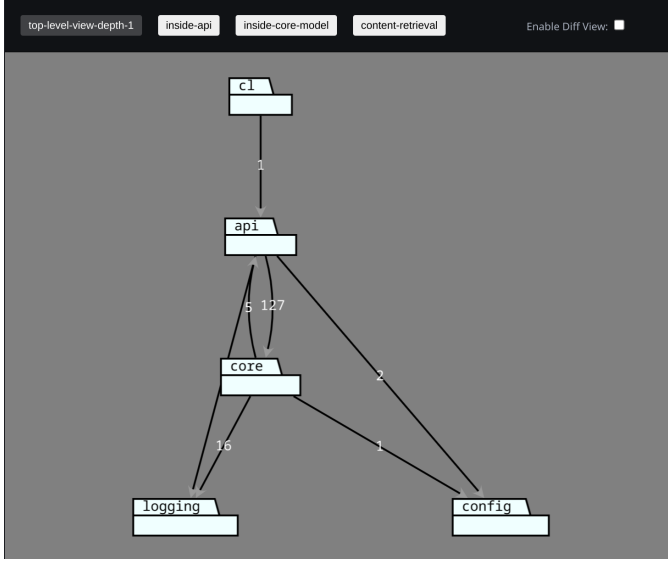 top-level-view-depth-1 inside-api inside-core-model content-retrieval Enable Diff View:
cl
1
api
5 127
core
2
16 1
logging config